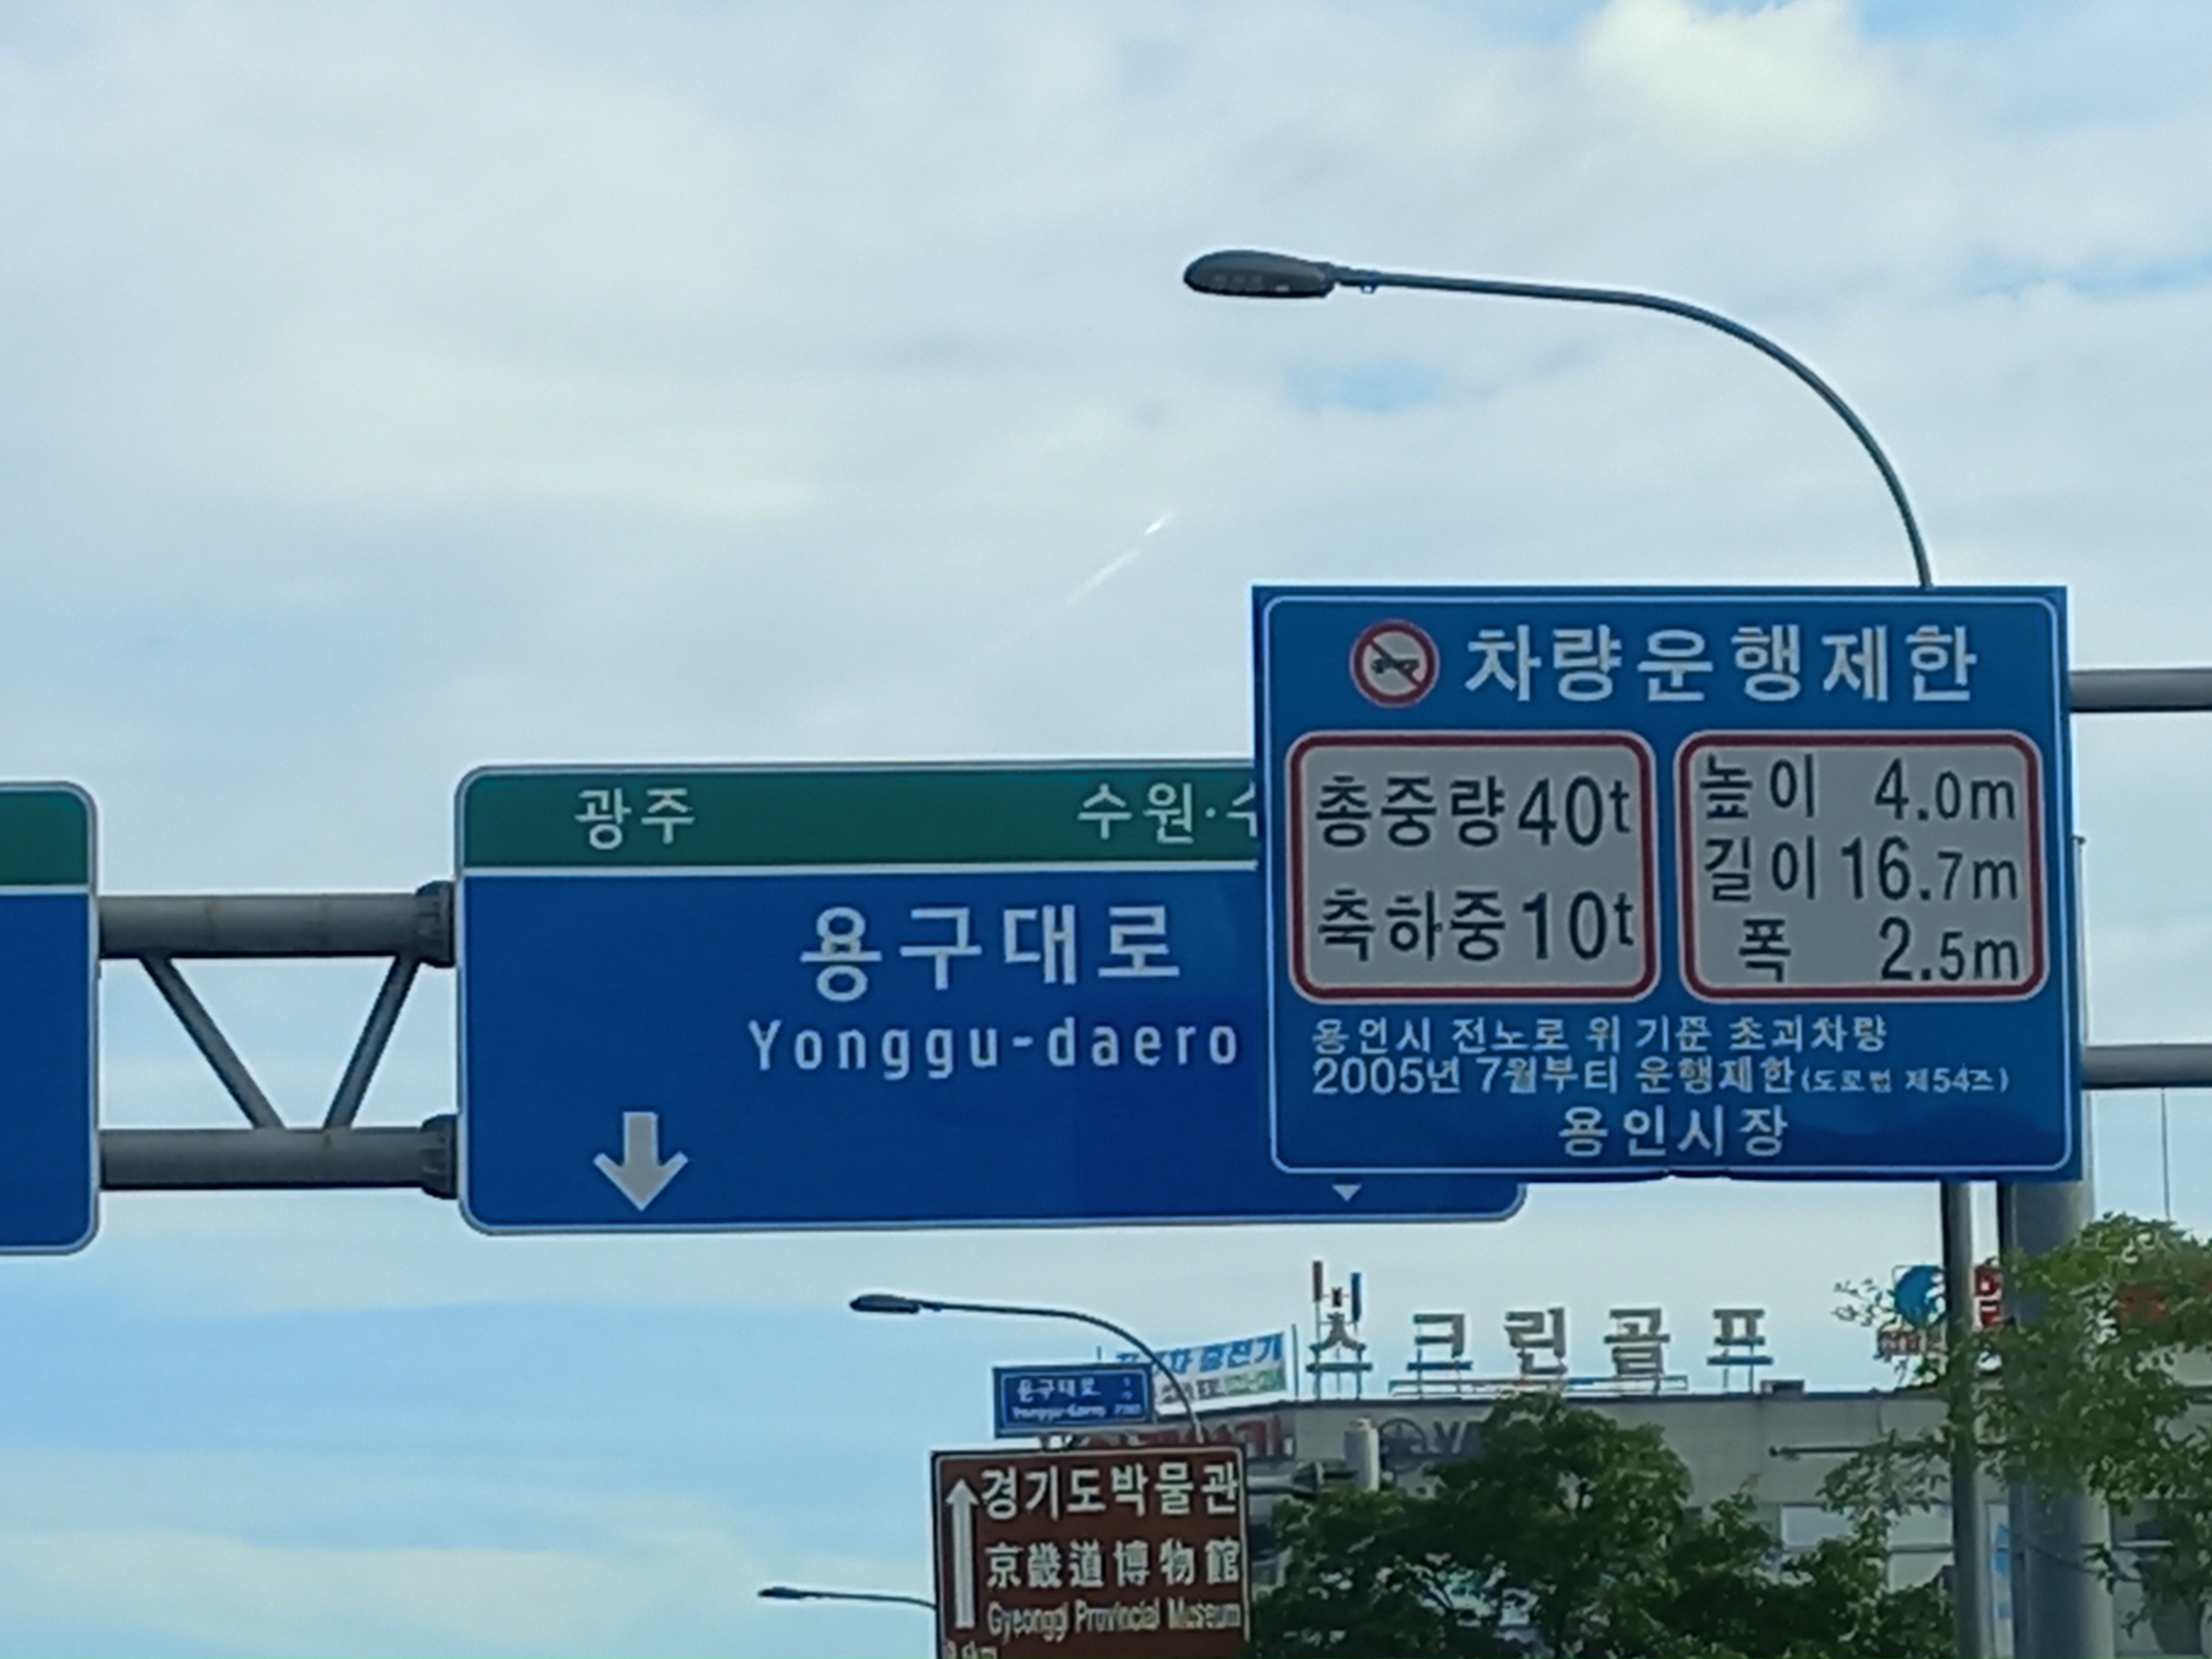 차량운행제한
총중량40t
축하중10t
높이 4.0m
길이 16.7m
폭 2.5m
용인시 전노로 위 기준 초과차량
2005년 7월부터 운행제한(도로법 제54조)
용인시장
광주 수원·
용구대로
Yonggu-daero
스크린골프
충전기
용구대로
Yonggu-daero
경기도박물관
京畿道博物館
Gyeonggi Provincial Museum